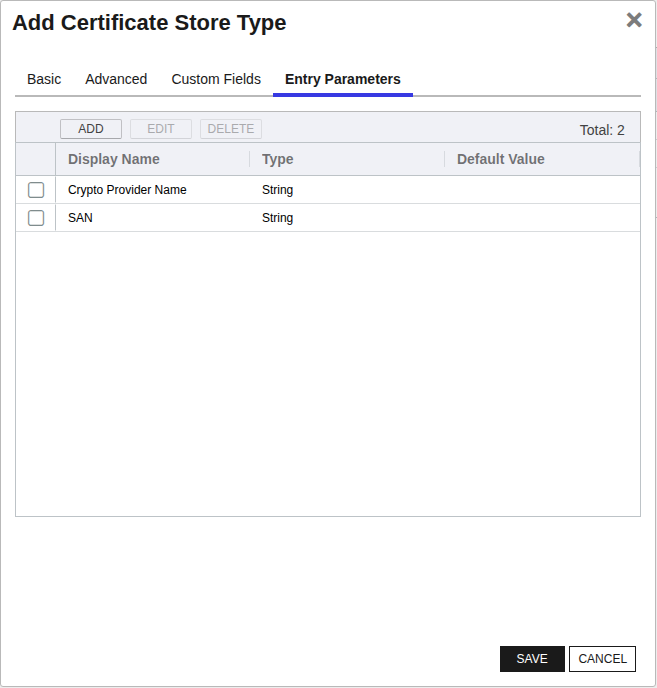 Add Certificate Store Type
Basic Advanced Custom Fields Entry Parameters
ADD EDIT DELETE Total: 2
Display Name Type Default Value
Crypto Provider Name String
SAN String
SAVE CANCEL